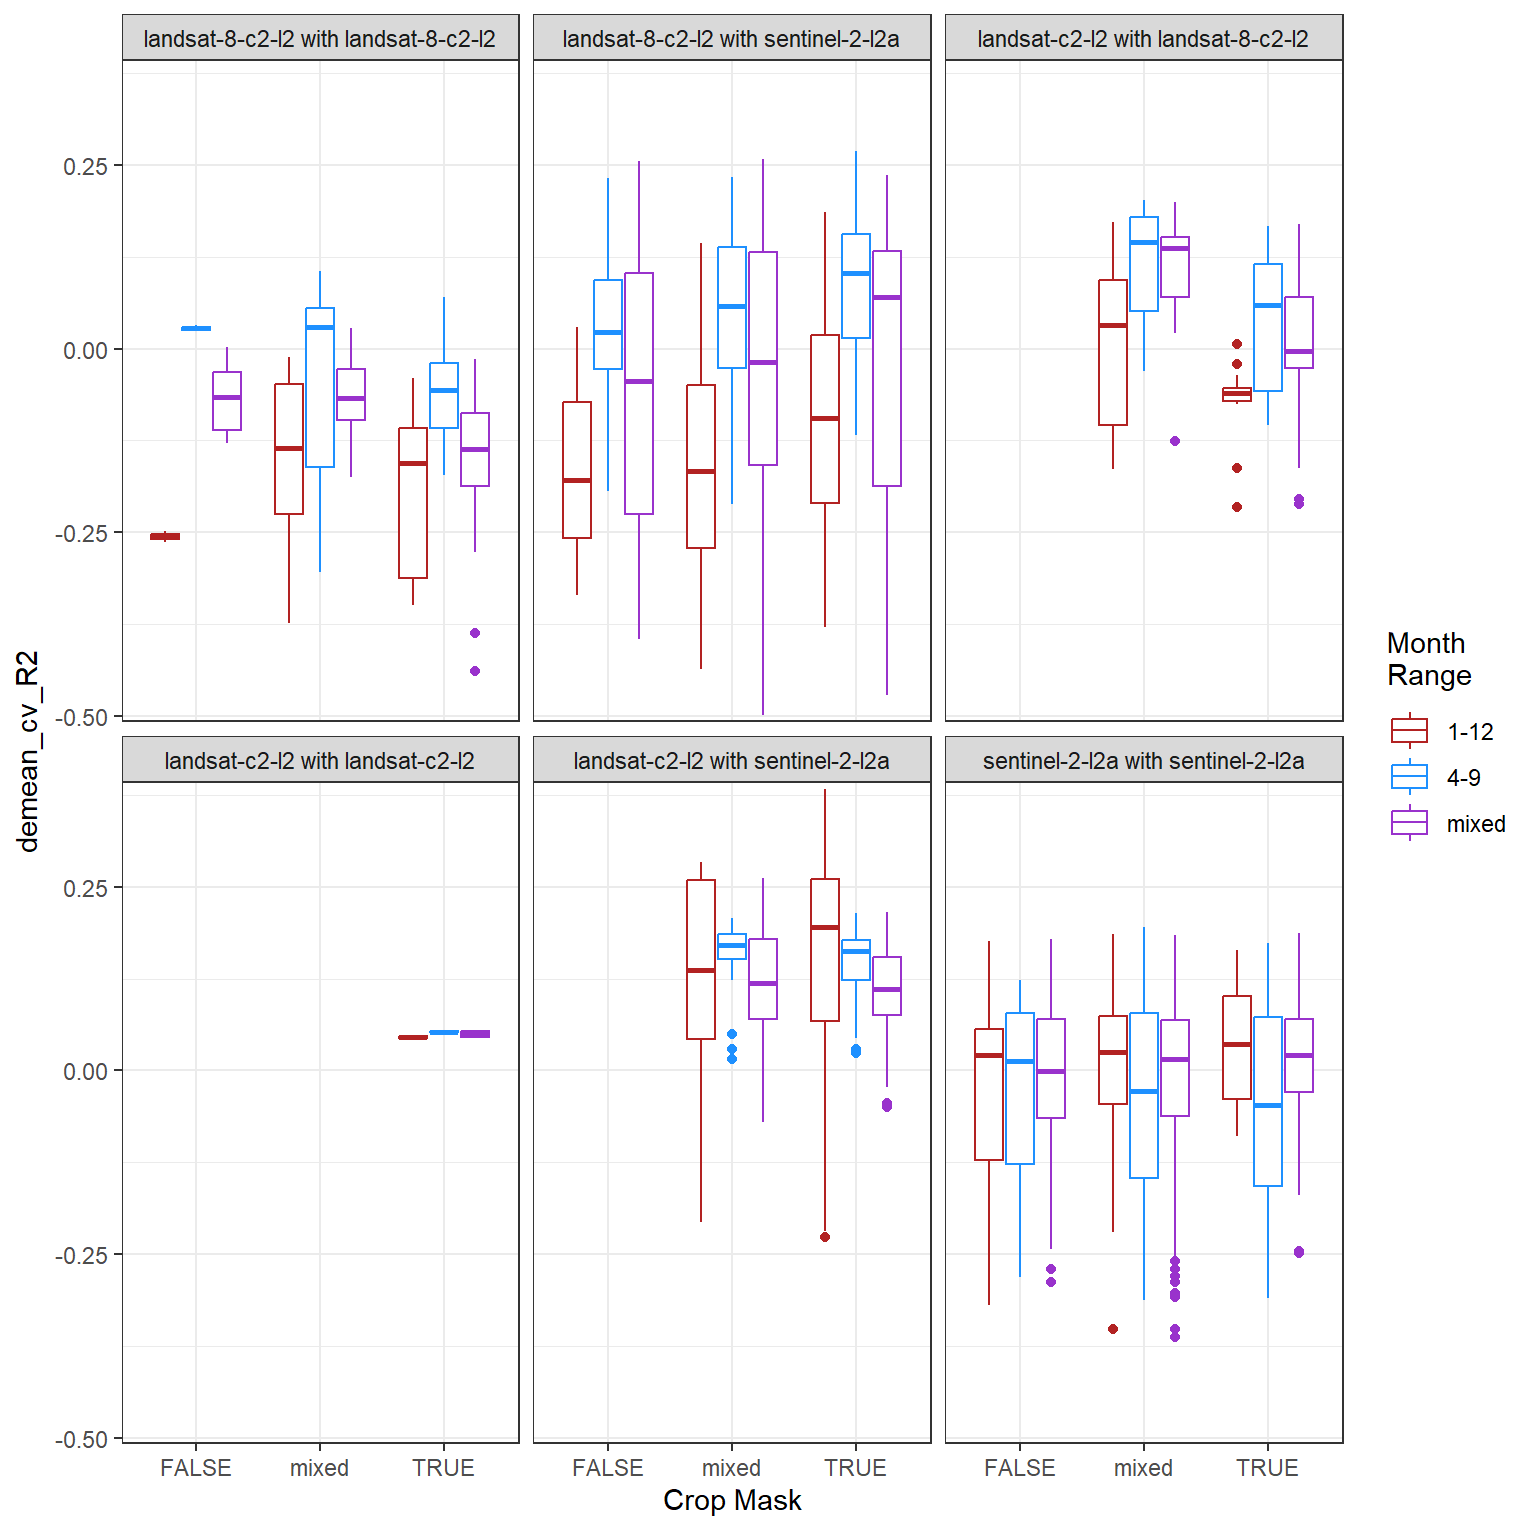 landsat-8-c2-l2 with landsat-8-c2-l2
landsat-8-c2-l2 with sentinel-2-l2a
landsat-c2-l2 with landsat-8-c2-l2
0.25
0.00
-0.25
-0.50
landsat-c2-l2 with landsat-c2-l2
landsat-c2-l2 with sentinel-2-l2a
sentinel-2-l2a with sentinel-2-l2a
0.25
0.00
-0.25
-0.50
demean_cv_R2
FALSE
mixed
TRUE
FALSE
mixed
TRUE
FALSE
mixed
TRUE
Crop Mask
Month
Range
1-12
4-9
mixed